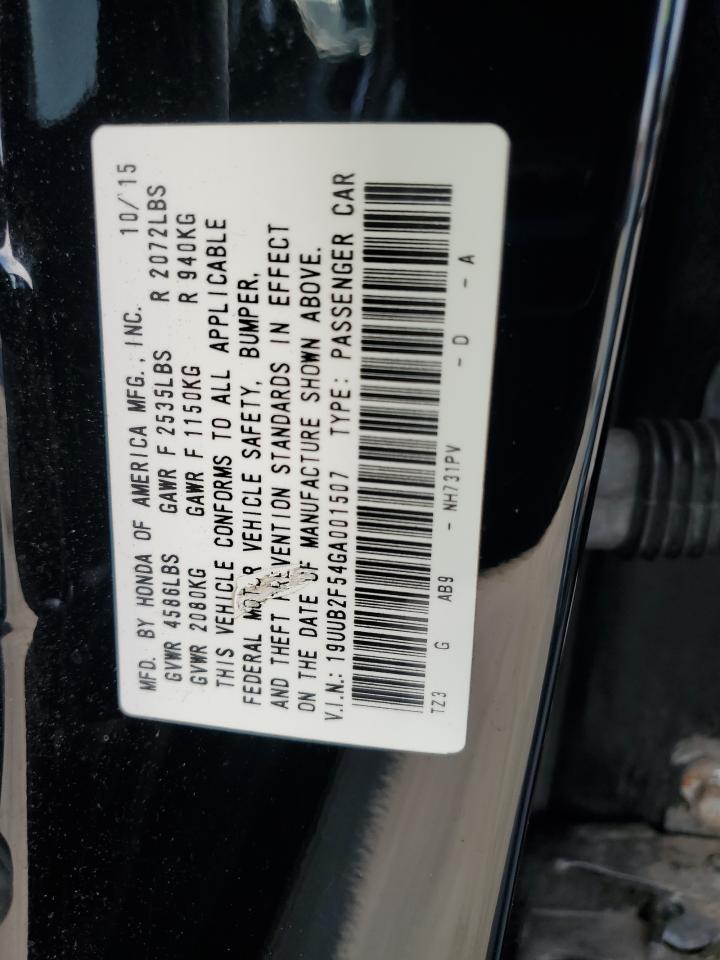 MFD. BY HONDA OF AMERICA MFG., INC. 10/'15
GVWR 4586LBS GAWR F 2535LBS R 2072LBS
GVWR 2080KG GAWR F 1150KG R 940KG
THIS VEHICLE CONFORMS TO ALL APPLICABLE
FEDERAL MOTOR VEHICLE SAFETY, BUMPER,
AND THEFT PREVENTION STANDARDS IN EFFECT
ON THE DATE OF MANUFACTURE SHOWN ABOVE.
V.I.N.: 19UUB2F54GA001507 TYPE: PASSENGER CAR
TZ3 G AB9 - NH731PV - D - A